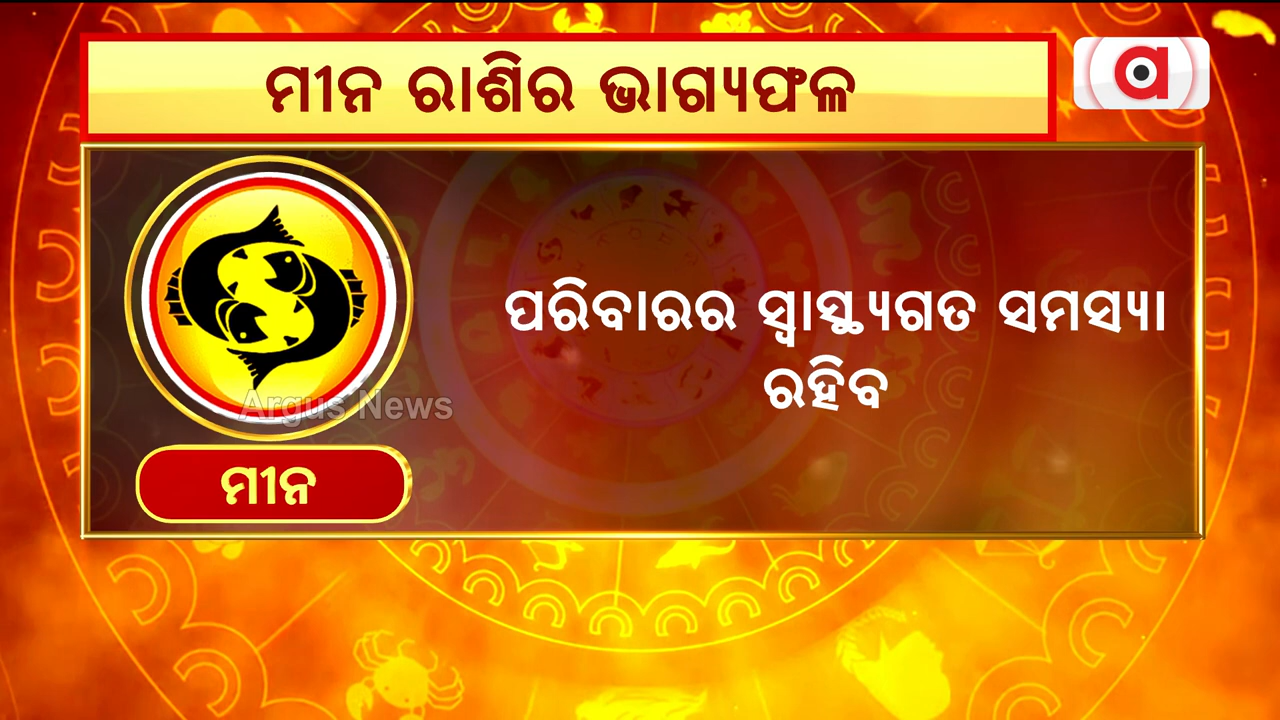 ମୀନ ରାଶିର ଭାଗ୍ୟଫଳ
a
ପରିବାରର ସ୍ୱାସ୍ଥ୍ୟଗତ ସମସ୍ୟା
ରହିବ
Argus News
ମୀନ